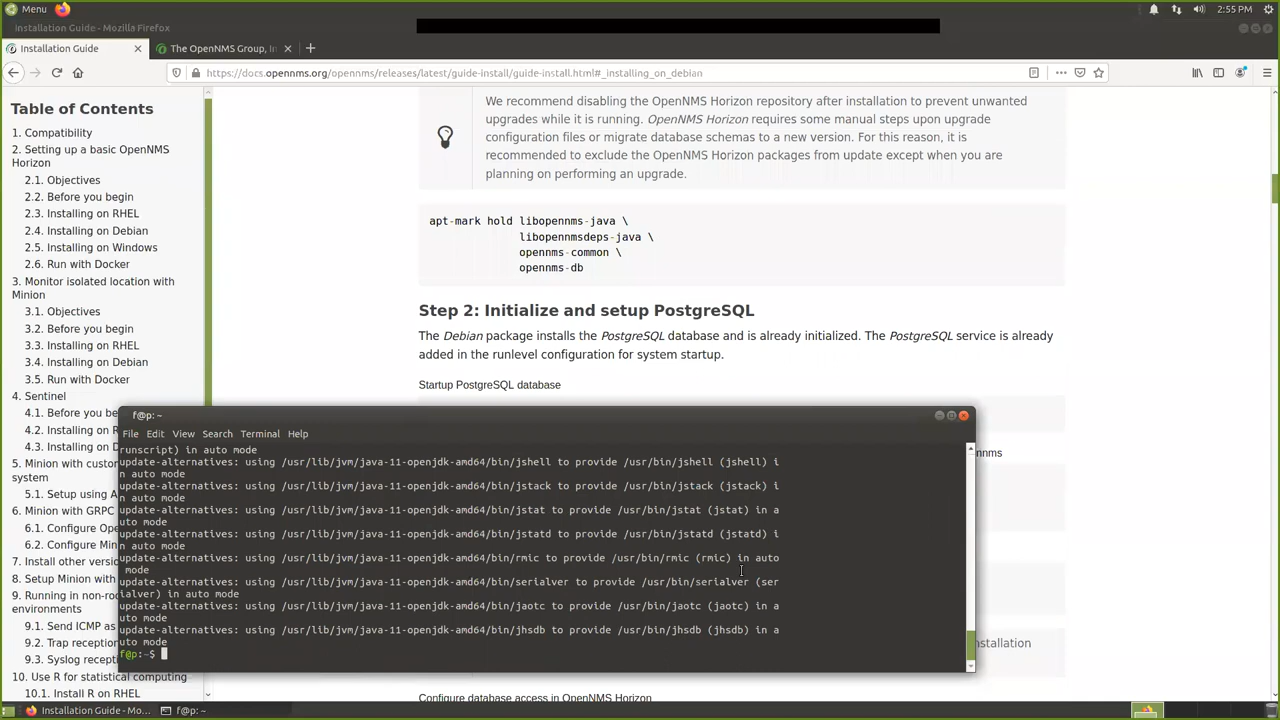 Menu
2:55 PM
Installation Guide - Mozilla Firefox
Installation Guide
The OpenNMS Group, In
https://docs.opennms.org/opennms/releases/latest/guide-install/guide-install.html#_installing_on_debian
Table of Contents
1. Compatibility
2. Setting up a basic OpenNMS
Horizon
2.1. Objectives
2.2. Before you begin
2.3. Installing on RHEL
2.4. Installing on Debian
2.5. Installing on Windows
2.6. Run with Docker
3. Monitor isolated location with
Minion
3.1. Objectives
3.2. Before you begin
3.3. Installing on RHEL
3.4. Installing on Debian
3.5. Run with Docker
4. Sentinel
4.1. Before you be
4.2. Installing on R
4.3. Installing on D
5. Minion with custom
system
5.1. Setup using A
6. Minion with GRPC
6.1. Configure Ope
6.2. Configure Min
7. Install other versio
8. Setup Minion with
9. Running in non-roo
environments
9.1. Send ICMP as
9.2. Trap reception
9.3. Syslog recepti
10. Use R for statistical computing
10.1. Install R on RHEL
We recommend disabling the OpenNMS Horizon repository after installation to prevent unwanted
upgrades while it is running. OpenNMS Horizon requires some manual steps upon upgrade
configuration files or migrate database schemas to a new version. For this reason, it is
recommended to exclude the OpenNMS Horizon packages from update except when you are
planning on performing an upgrade.
apt-mark hold libopennms-java \
libopennmsdeps-java \
opennms-common \
opennms-db
Step 2: Initialize and setup PostgreSQL
The Debian package installs the PostgreSQL database and is already initialized. The PostgreSQL service is already
added in the runlevel configuration for system startup.
Startup PostgreSQL database
nms
stallation
Configure database access in OpenNMS Horizon
f@p: ~
File Edit View Search Terminal Help
runscript) in auto mode
update-alternatives: using /usr/lib/jvm/java-11-openjdk-amd64/bin/jshell to provide /usr/bin/jshell (jshell) i
n auto mode
update-alternatives: using /usr/lib/jvm/java-11-openjdk-amd64/bin/jstack to provide /usr/bin/jstack (jstack) i
n auto mode
update-alternatives: using /usr/lib/jvm/java-11-openjdk-amd64/bin/jstat to provide /usr/bin/jstat (jstat) in a
uto mode
update-alternatives: using /usr/lib/jvm/java-11-openjdk-amd64/bin/jstatd to provide /usr/bin/jstatd (jstatd) i
n auto mode
update-alternatives: using /usr/lib/jvm/java-11-openjdk-amd64/bin/rmic to provide /usr/bin/rmic (rmic) in auto
mode
update-alternatives: using /usr/lib/jvm/java-11-openjdk-amd64/bin/serialver to provide /usr/bin/serialver (ser
ialver) in auto mode
update-alternatives: using /usr/lib/jvm/java-11-openjdk-amd64/bin/jaotc to provide /usr/bin/jaotc (jaotc) in a
uto mode
update-alternatives: using /usr/lib/jvm/java-11-openjdk-amd64/bin/jhsdb to provide /usr/bin/jhsdb (jhsdb) in a
uto mode
f@p:~$
Installation Guide - Mo...
f@p: ~